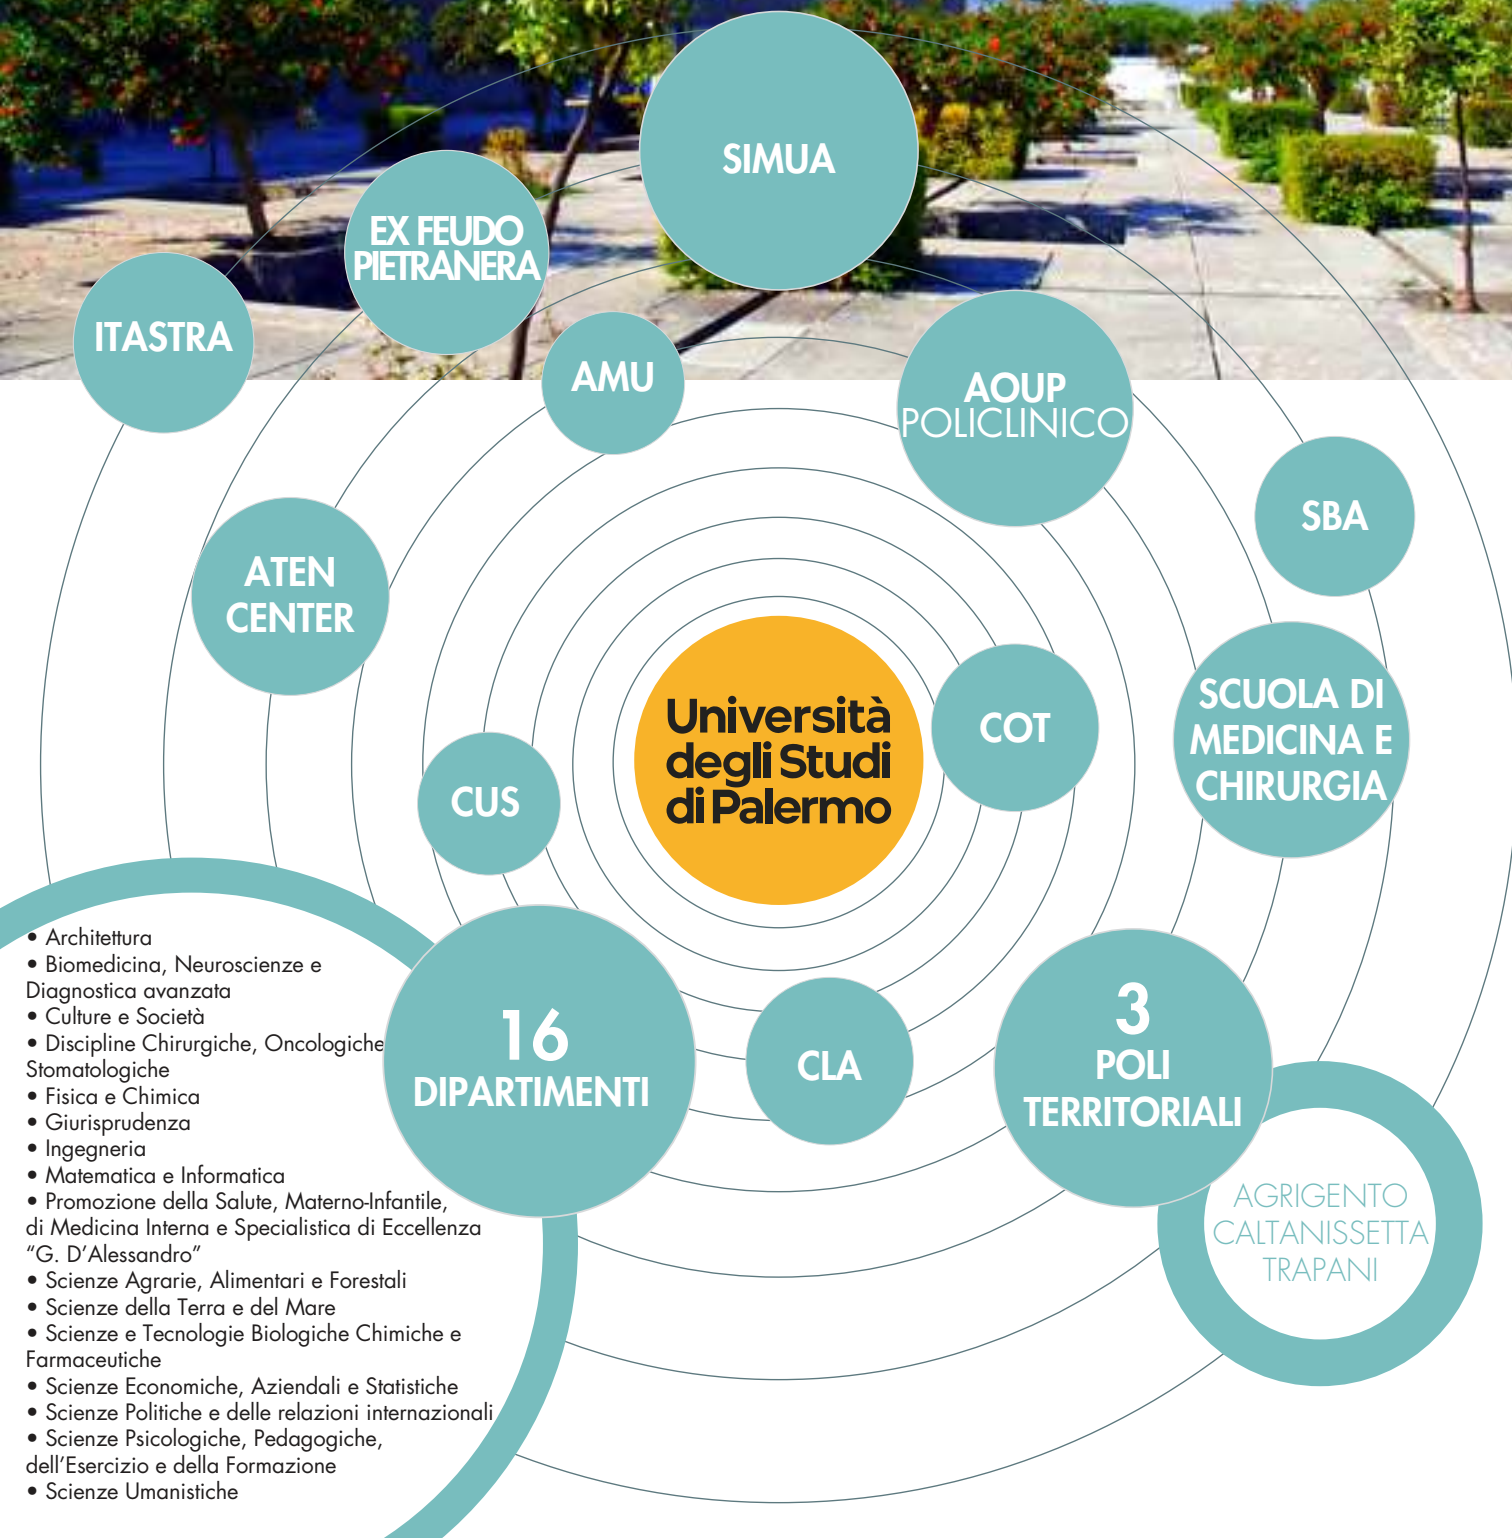 SIMUA
EX FEUDO
PIETRANERA
ITASTRA
AMU
AOUP
POLICLINICO
SBA
ATEN
CENTER
SCUOLA DI
MEDICINA E
CHIRURGIA
Università
degli Studi
di Palermo
COT
CUS
• Architettura
• Biomedicina, Neuroscienze e
Diagnostica avanzata
• Culture e Società
• Discipline Chirurgiche, Oncologiche
Stomatologiche
• Fisica e Chimica
• Giurisprudenza
• Ingegneria
• Matematica e Informatica
• Promozione della Salute, Materno-Infantile,
di Medicina Interna e Specialistica di Eccellenza
“G. D’Alessandro”
• Scienze Agrarie, Alimentari e Forestali
• Scienze della Terra e del Mare
• Scienze e Tecnologie Biologiche Chimiche e
Farmaceutiche
• Scienze Economiche, Aziendali e Statistiche
• Scienze Politiche e delle relazioni internazionali
• Scienze Psicologiche, Pedagogiche,
dell’Esercizio e della Formazione
• Scienze Umanistiche
16
DIPARTIMENTI
CLA
3
POLI
TERRITORIALI
AGRIGENTO
CALTANISSETTA
TRAPANI